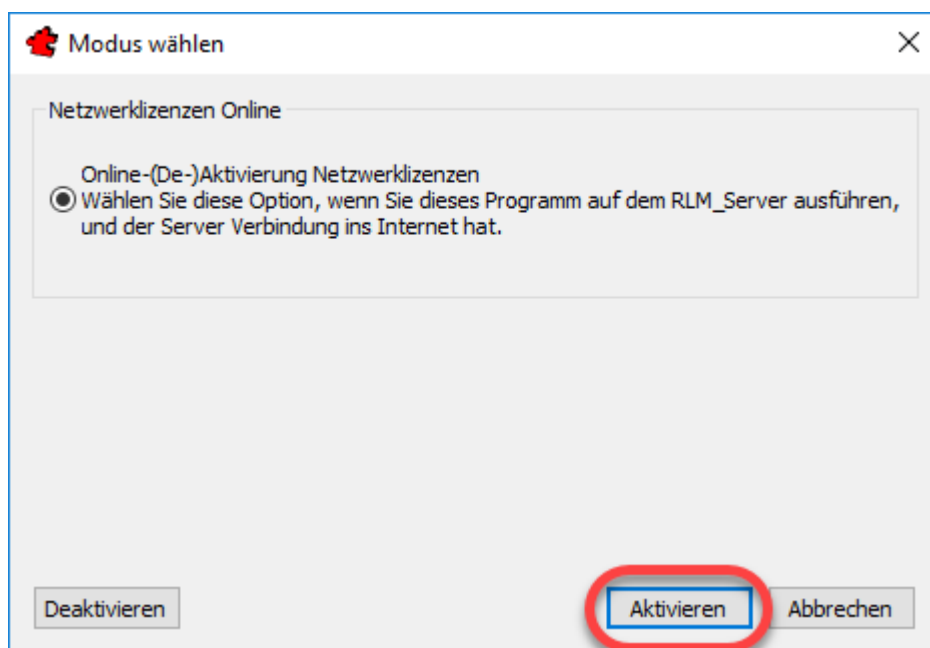 Modus wählen
Netzwerklizenzen Online
Online-(De-)Aktivierung Netzwerklizenzen
Wählen Sie diese Option, wenn Sie dieses Programm auf dem RLM_Server ausführen,
und der Server Verbindung ins Internet hat.
Deaktivieren
Aktivieren
Abbrechen